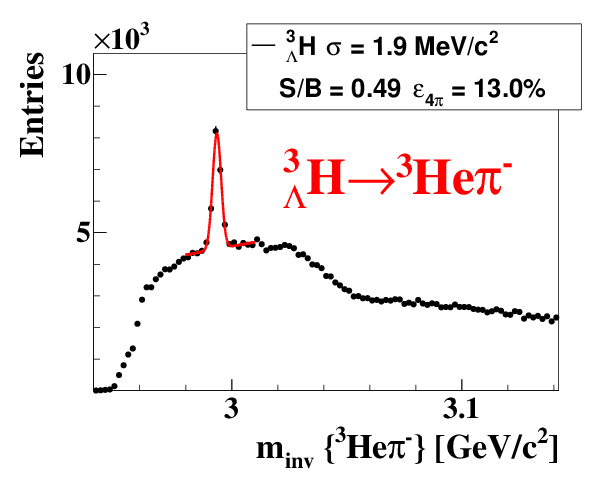 ×10³
³ΛH σ = 1.9 MeV/c²
S/B = 0.49 ε4π = 13.0%
10
Entries
³ΛH→³Heπ⁻
5
3
3.1
minv {³Heπ⁻} [GeV/c²]